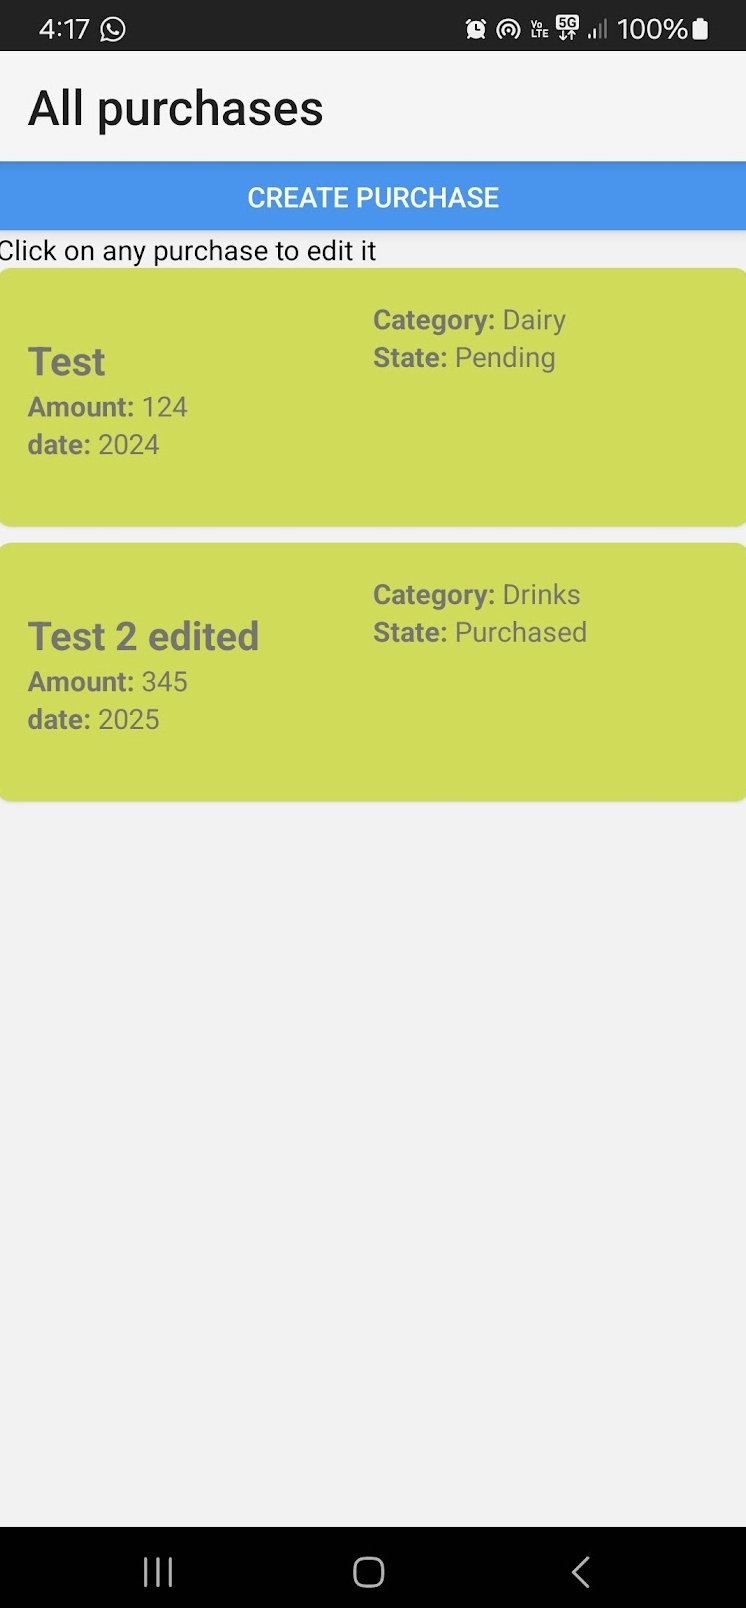 4:17
Vo LTE 5G 100%
All purchases
CREATE PURCHASE
Click on any purchase to edit it
Test
Amount: 124
date: 2024
Category: Dairy
State: Pending
Test 2 edited
Amount: 345
date: 2025
Category: Drinks
State: Purchased